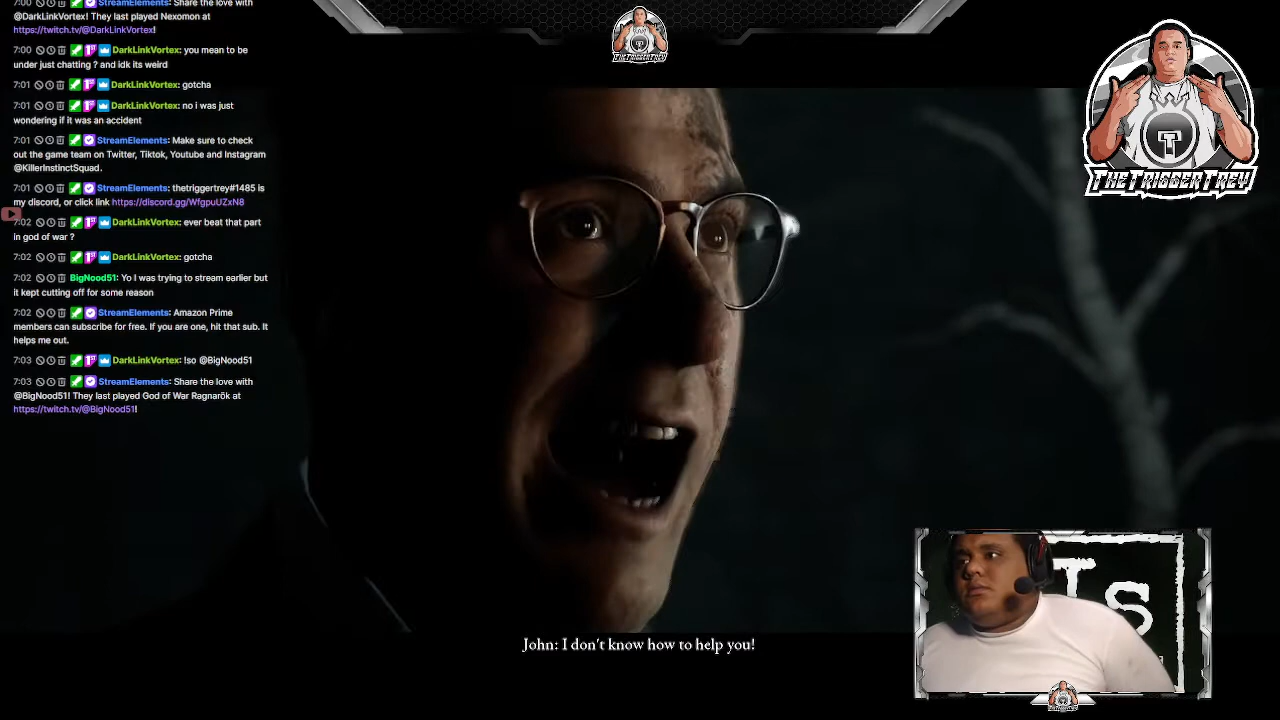 7:00 StreamElements: Share the love with
@DarkLinkVortex! They last played Nexomon at
https://twitch.tv/@DarkLinkVortex!
7:00 DarkLinkVortex: you mean to be
under just chatting ? and idk its weird
7:01 DarkLinkVortex: gotcha
7:01 DarkLinkVortex: no i was just
wondering if it was an accident
7:01 StreamElements: Make sure to check
out the game team on Twitter, Tiktok, Youtube and Instagram
@KillerInstinctSquad.
7:01 StreamElements: thetriggertrey#1485 is
my discord, or click link https://discord.gg/WfgpuUZxN8
7:02 DarkLinkVortex: ever beat that part
in god of war ?
7:02 DarkLinkVortex: gotcha
7:02 BigNood51: Yo I was trying to stream earlier but
it kept cutting off for some reason
7:02 StreamElements: Amazon Prime
members can subscribe for free. If you are one, hit that sub. It
helps me out.
7:03 DarkLinkVortex: !so @BigNood51
7:03 StreamElements: Share the love with
@BigNood51! They last played God of War Ragnarök at
https://twitch.tv/@BigNood51!
THETRIGGERTREY
T
THETRIGGERTREY
John: I don't know how to help you!